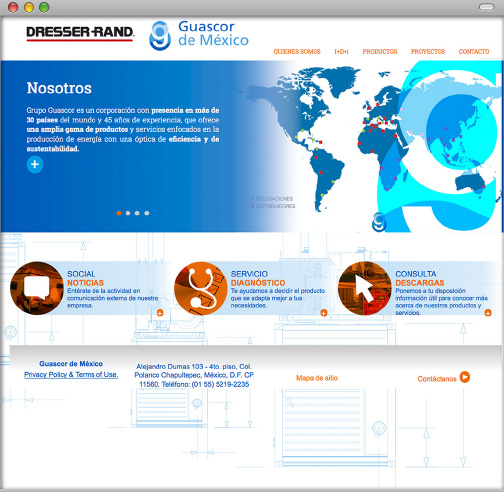 DRESSER-RAND
Guascor
de México
QUIENES SOMOS I+D+i PRODUCTOS PROYECTOS CONTACTO
Nosotros
Grupo Guascor es un corporación con presencia en más de
30 países del mundo y 45 años de experiencia, que ofrece
una amplia gama de productos y servicios enfocados en la
producción de energía con una óptica de eficiencia y de
sustentabilidad.
DELEGACIONES
DISTRIBUIDORES
SOCIAL
NOTICIAS
Entérate de la actividad en
comunicación externa de nuestra
empresa.
SERVICIO
DIAGNÓSTICO
Te ayudamos a decidir el producto
que se adapta mejor a tus
necesidades.
CONSULTA
DESCARGAS
Ponemos a tu disposición
información útil para conocer más
acerca de nuestros productos y
servicios.
Guascor de México
Privacy Policy & Terms of Use.
Alejandro Dumas 103 - 4to. piso, Col.
Polanco Chapultepec, México, D.F. CP
11560. Teléfono: (01 55) 5219-2235
Mapa de sitio
Contáctanos